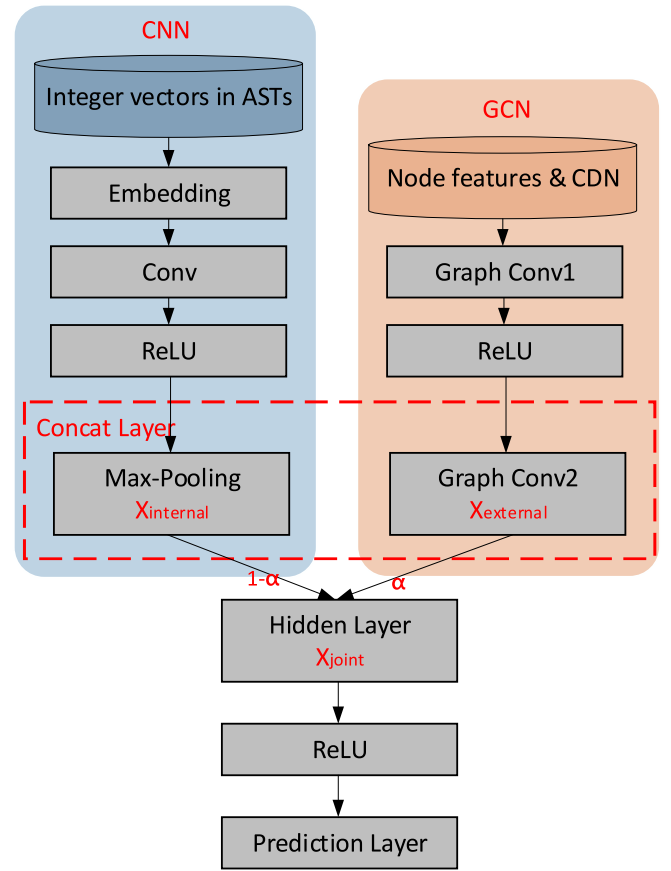 CNN
Integer vectors in ASTs
Embedding
Conv
ReLU
GCN
Node features & CDN
Graph Conv1
ReLU
Concat Layer
Max-Pooling
Xinternal
Graph Conv2
Xexternal
1-α
α
Hidden Layer
Xjoint
ReLU
Prediction Layer